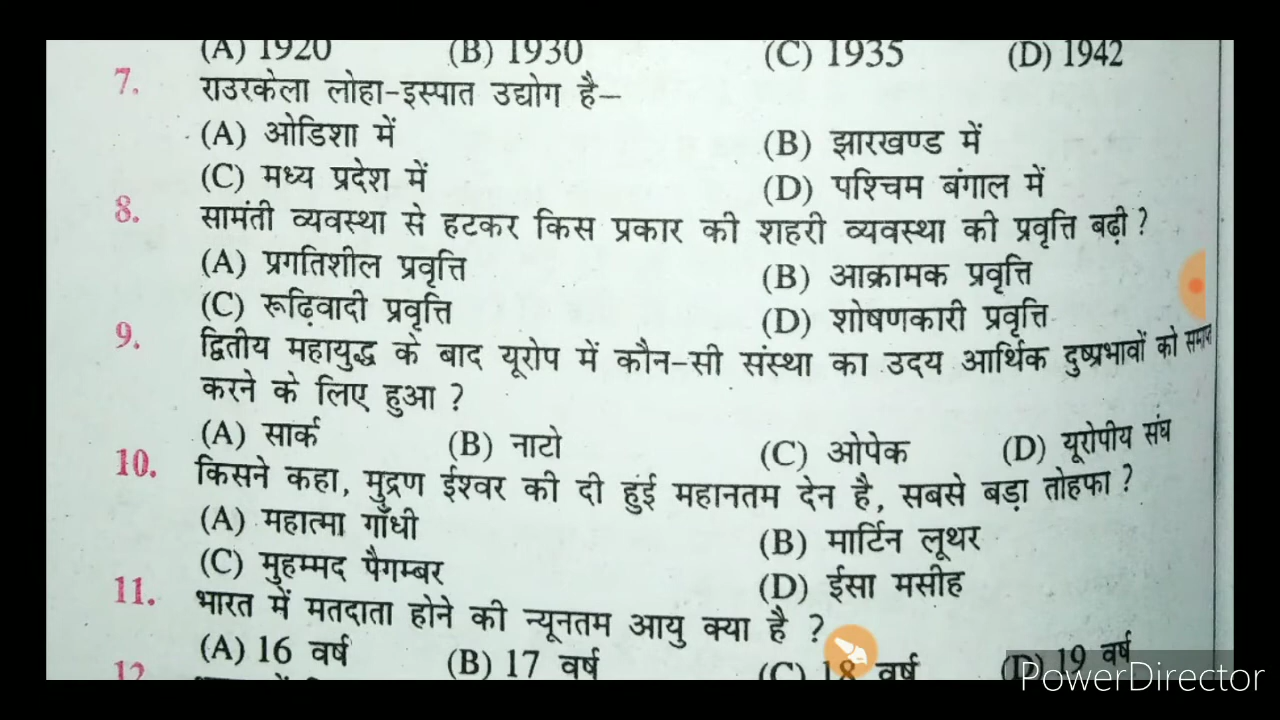 (A) 1920 (B) 1930 (C) 1935 (D) 1942
7. राउरकेला लोहा-इस्पात उद्योग है–
(A) ओडिशा में (B) झारखण्ड में
(C) मध्य प्रदेश में (D) पश्चिम बंगाल में
8. सामंती व्यवस्था से हटकर किस प्रकार की शहरी व्यवस्था की प्रवृत्ति बढ़ी ?
(A) प्रगतिशील प्रवृत्ति (B) आक्रामक प्रवृत्ति
(C) रूढ़िवादी प्रवृत्ति (D) शोषणकारी प्रवृत्ति
9. द्वितीय महायुद्ध के बाद यूरोप में कौन-सी संस्था का उदय आर्थिक दुष्प्रभावों को
करने के लिए हुआ ?
(A) सार्क (B) नाटो (C) ओपेक (D) यूरोपीय संघ
10. किसने कहा, मुद्रण ईश्वर की दी हुई महानतम देन है, सबसे बड़ा तोहफा ?
(A) महात्मा गाँधी (B) मार्टिन लूथर
(C) मुहम्मद पैगम्बर (D) ईसा मसीह
11. भारत में मतदाता होने की न्यूनतम आयु क्या है ?
(A) 16 वर्ष (B) 17 वर्ष (C) 18 वर्ष (D) 19 वर्ष
12
PowerDirector